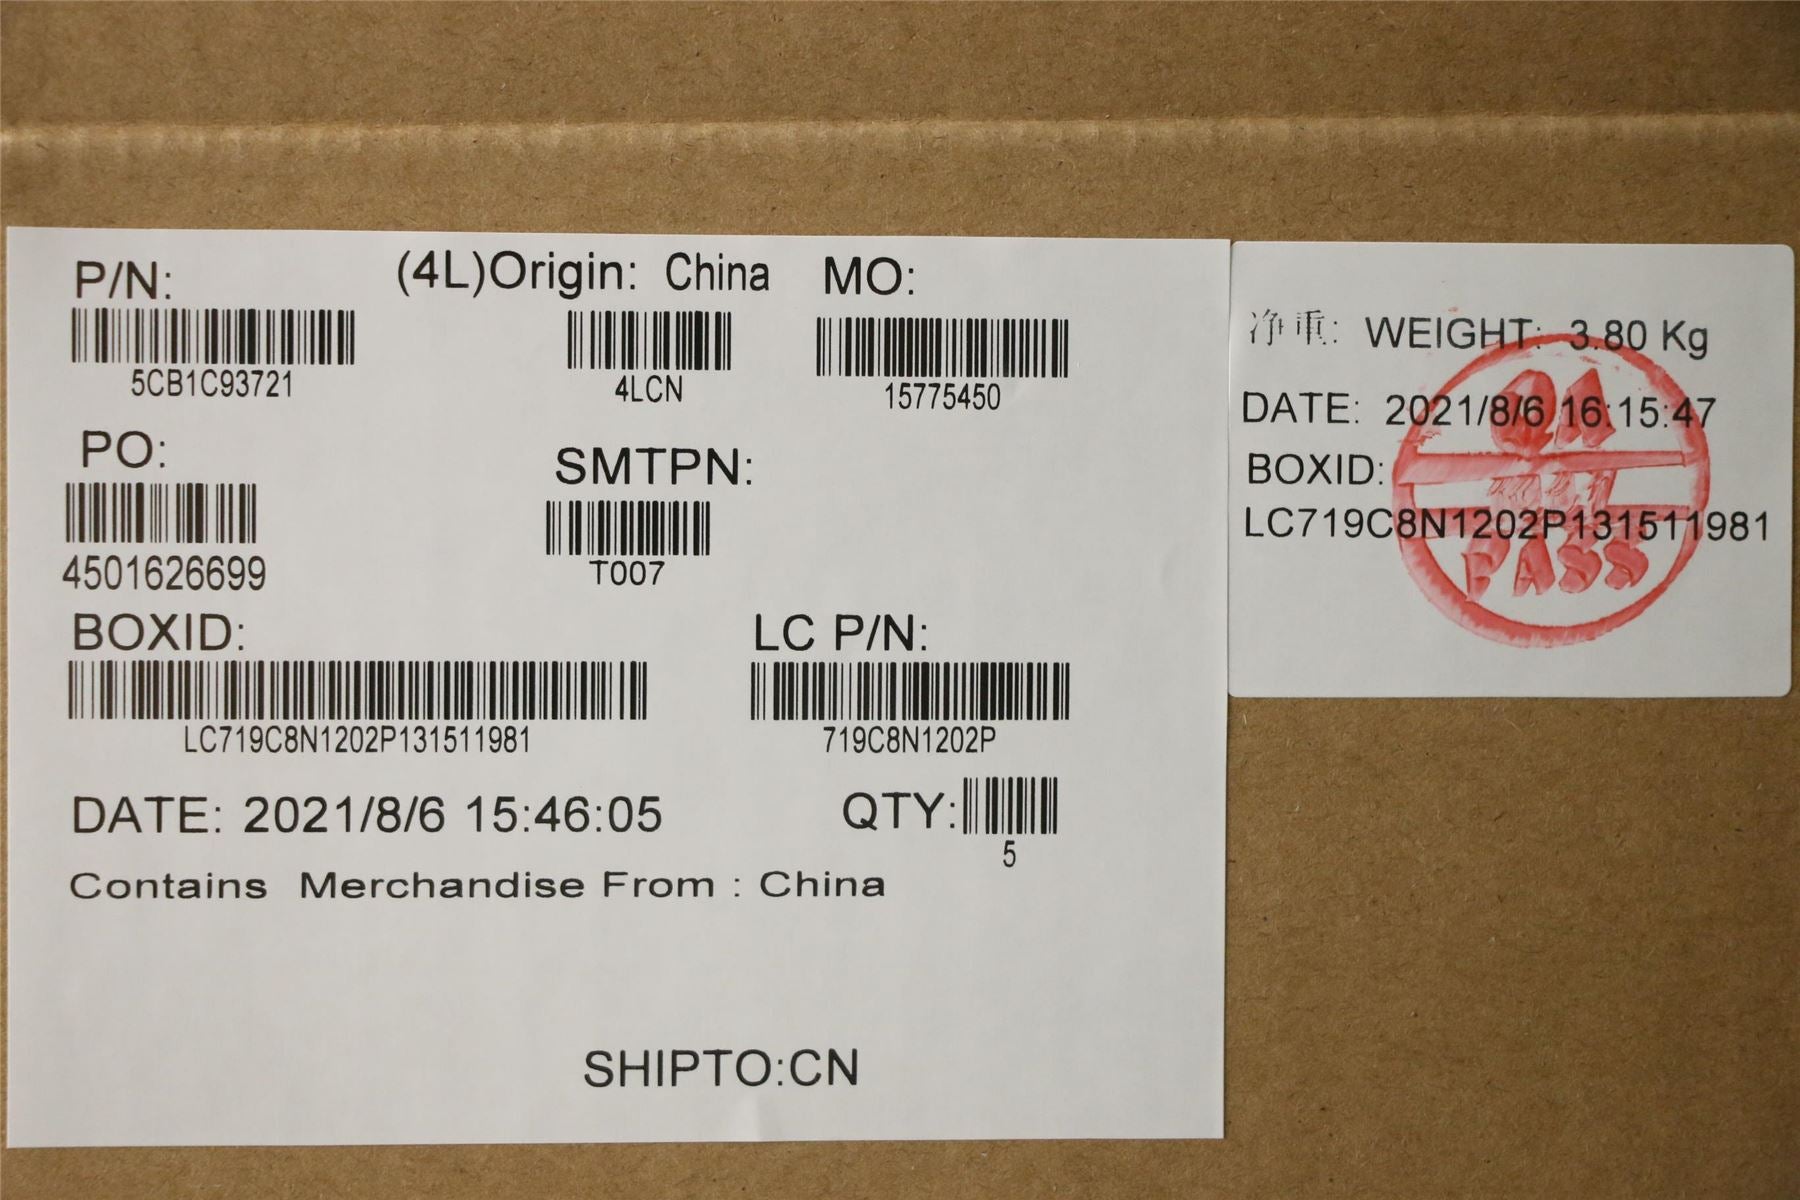 P/N:
5CB1C93721
(4L)Origin: China
4LCN
MO:
15775450
PO:
4501626699
SMTPN:
T007
BOXID:
LC719C8N1202P131511981
LC P/N:
719C8N1202P
DATE: 2021/8/6 15:46:05
QTY:
5
Contains Merchandise From : China
SHIPTO:CN
净重: WEIGHT: 3.80 Kg
DATE: 2021/8/6 16:15:47
BOXID:
LC719C8N1202P131511981
QA
PASS